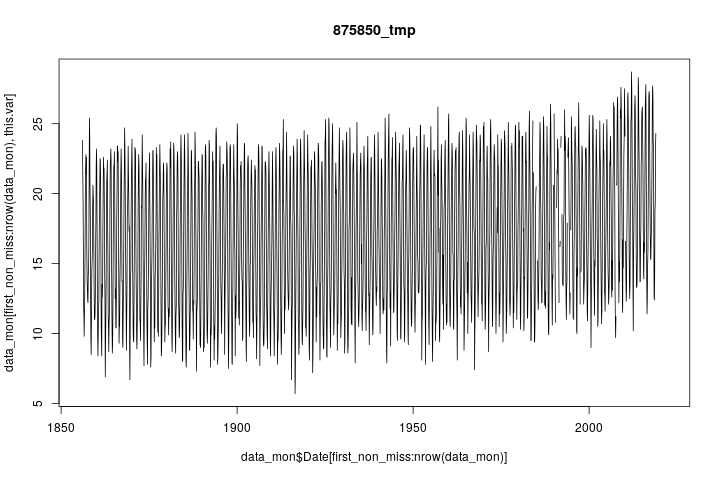 875850_tmp
data_mon[first_non_miss:nrow(data_mon), this.var]
25
20
15
10
5
1850 1900 1950 2000
data_mon$Date[first_non_miss:nrow(data_mon)]